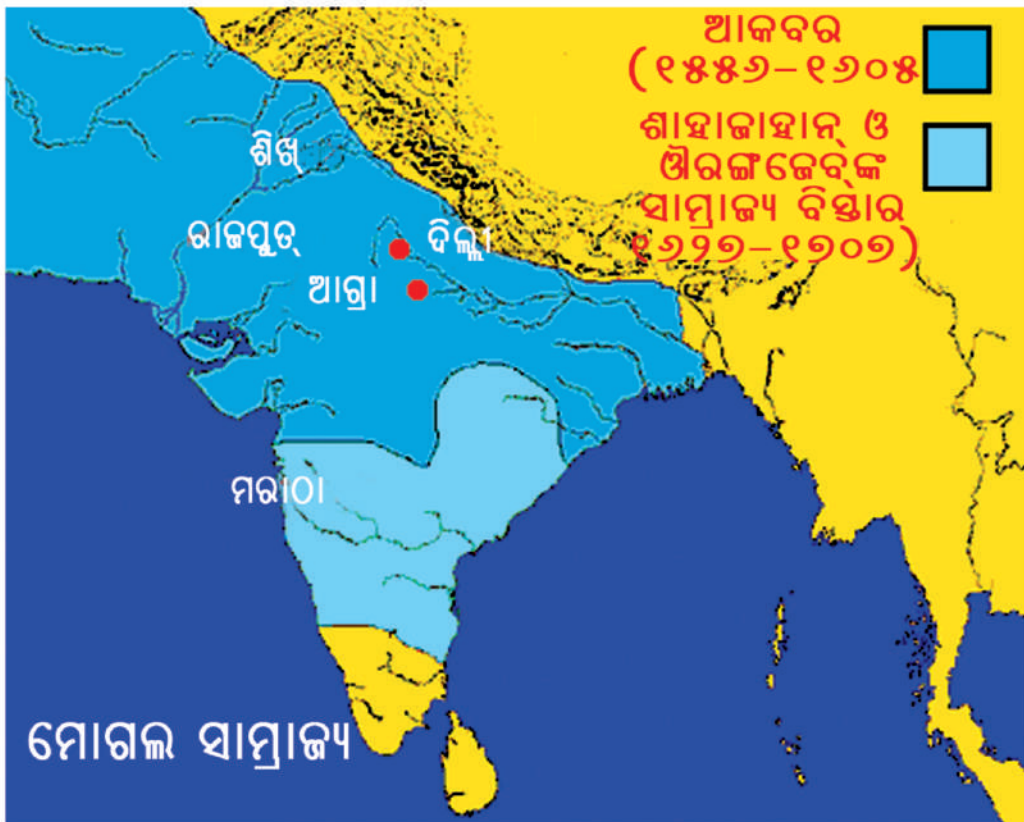 ଆକବର
(୧୫୫୬–୧୬୦୫
ଶାହାଜାହାନ୍ ଓ
ଔରଙ୍ଗଜେବ୍‌ଙ୍କ
ସାମ୍ରାଜ୍ୟ ବିସ୍ତାର
୧୬୨୭–୧୭୦୭)
ଶିଖ୍
ରାଜପୁତ୍
ଦିଲ୍ଲୀ
ଆଗ୍ରା
ମରାଠା
ମୋଗଲ ସାମ୍ରାଜ୍ୟ